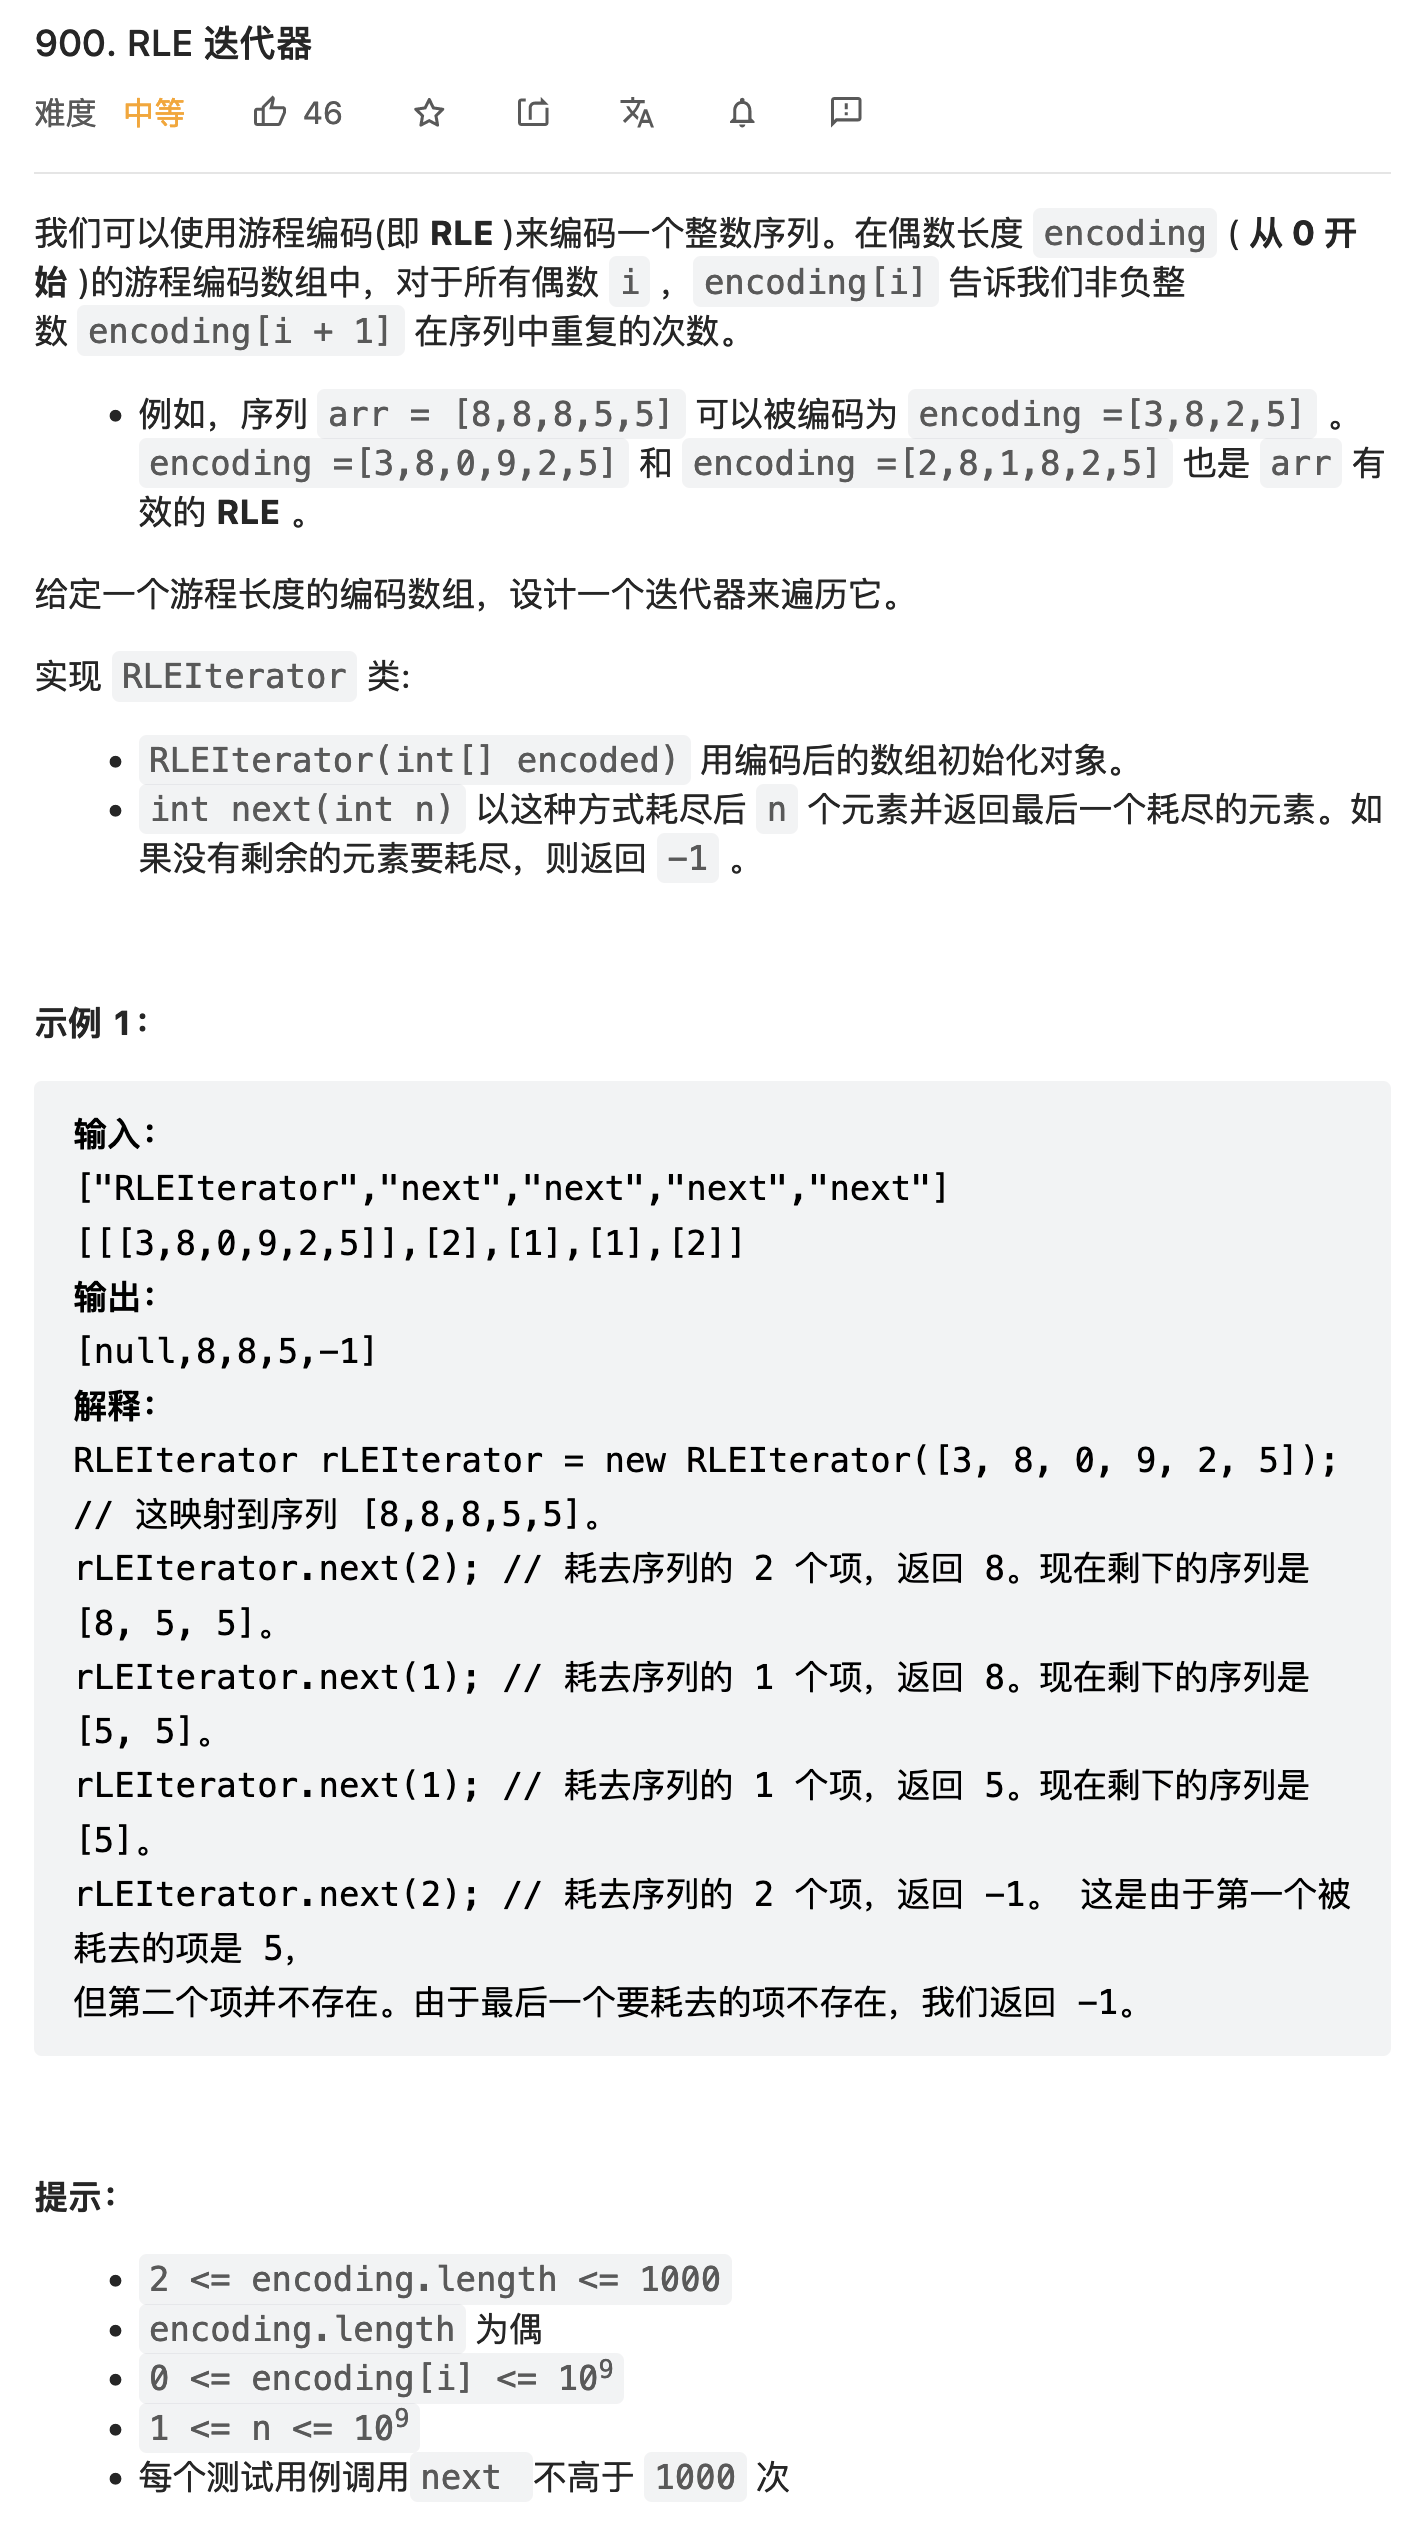 900. RLE 迭代器
难度 中等 46
我们可以使用游程编码(即 RLE )来编码一个整数序列。在偶数长度 encoding ( 从 0 开
始 )的游程编码数组中，对于所有偶数 i ，encoding[i] 告诉我们非负整
数 encoding[i + 1] 在序列中重复的次数。
• 例如，序列 arr = [8,8,8,5,5] 可以被编码为 encoding =[3,8,2,5] 。
encoding =[3,8,0,9,2,5] 和 encoding =[2,8,1,8,2,5] 也是 arr 有
效的 RLE 。
给定一个游程长度的编码数组，设计一个迭代器来遍历它。
实现 RLEIterator 类:
• RLEIterator(int[] encoded) 用编码后的数组初始化对象。
• int next(int n) 以这种方式耗尽后 n 个元素并返回最后一个耗尽的元素。如
果没有剩余的元素要耗尽，则返回 -1 。
示例 1：
输入：
["RLEIterator","next","next","next","next"]
[[[3,8,0,9,2,5]],[2],[1],[1],[2]]
输出：
[null,8,8,5,-1]
解释：
RLEIterator rLEIterator = new RLEIterator([3, 8, 0, 9, 2, 5]);
// 这映射到序列 [8,8,8,5,5]。
rLEIterator.next(2); // 耗去序列的 2 个项，返回 8。现在剩下的序列是
[8, 5, 5]。
rLEIterator.next(1); // 耗去序列的 1 个项，返回 8。现在剩下的序列是
[5, 5]。
rLEIterator.next(1); // 耗去序列的 1 个项，返回 5。现在剩下的序列是
[5]。
rLEIterator.next(2); // 耗去序列的 2 个项，返回 -1。 这是由于第一个被
耗去的项是 5，
但第二个项并不存在。由于最后一个要耗去的项不存在，我们返回 -1。
提示：
• 2 <= encoding.length <= 1000
• encoding.length 为偶
• 0 <= encoding[i] <= 10⁹
• 1 <= n <= 10⁹
• 每个测试用例调用next 不高于 1000 次